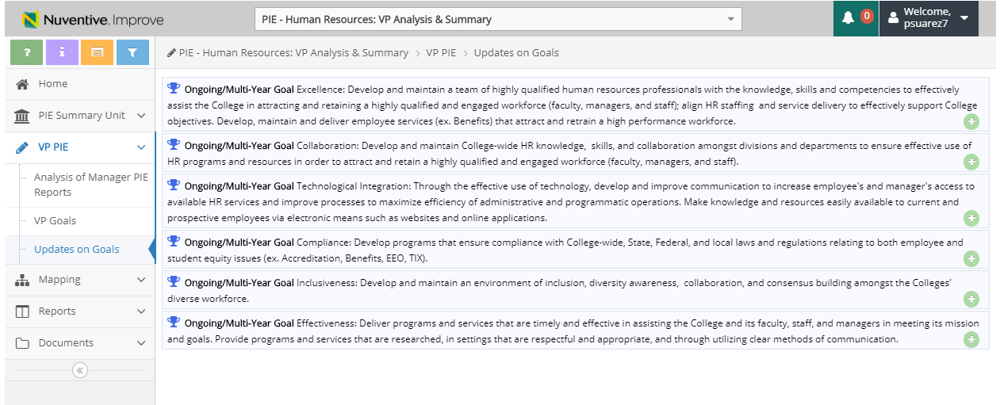 Nuventive. Improve
PIE - Human Resources: VP Analysis & Summary
0
Welcome,
psuarez7
?
i
PIE - Human Resources: VP Analysis & Summary > VP PIE > Updates on Goals
Home
PIE Summary Unit
VP PIE
Analysis of Manager PIE
Reports
VP Goals
Updates on Goals
Mapping
Reports
Documents
Ongoing/Multi-Year Goal Excellence: Develop and maintain a team of highly qualified human resources professionals with the knowledge, skills and competencies to effectively
assist the College in attracting and retaining a highly qualified and engaged workforce (faculty, managers, and staff); align HR staffing  and service delivery to effectively support College
objectives. Develop, maintain and deliver employee services (ex. Benefits) that attract and retrain a high performance workforce.
Ongoing/Multi-Year Goal Collaboration: Develop and maintain College-wide HR knowledge,  skills, and collaboration amongst divisions and departments to ensure effective use of
HR programs and resources in order to attract and retain a highly qualified and engaged workforce (faculty, managers, and staff).
Ongoing/Multi-Year Goal Technological Integration: Through the effective use of technology, develop and improve communication to increase employee's and manager's access to
available HR services and improve processes to maximize efficiency of administrative and programmatic operations. Make knowledge and resources easily available to current and
prospective employees via electronic means such as websites and online applications.
Ongoing/Multi-Year Goal Compliance: Develop programs that ensure compliance with College-wide, State, Federal, and local laws and regulations relating to both employee and
student equity issues (ex. Accreditation, Benefits, EEO, TIX).
Ongoing/Multi-Year Goal Inclusiveness: Develop and maintain an environment of inclusion, diversity awareness,  collaboration, and consensus building amongst the Colleges’
diverse workforce.
Ongoing/Multi-Year Goal Effectiveness: Deliver programs and services that are timely and effective in assisting the College and its faculty, staff, and managers in meeting its mission
and goals. Provide programs and services that are researched, in settings that are respectful and appropriate, and through utilizing clear methods of communication.